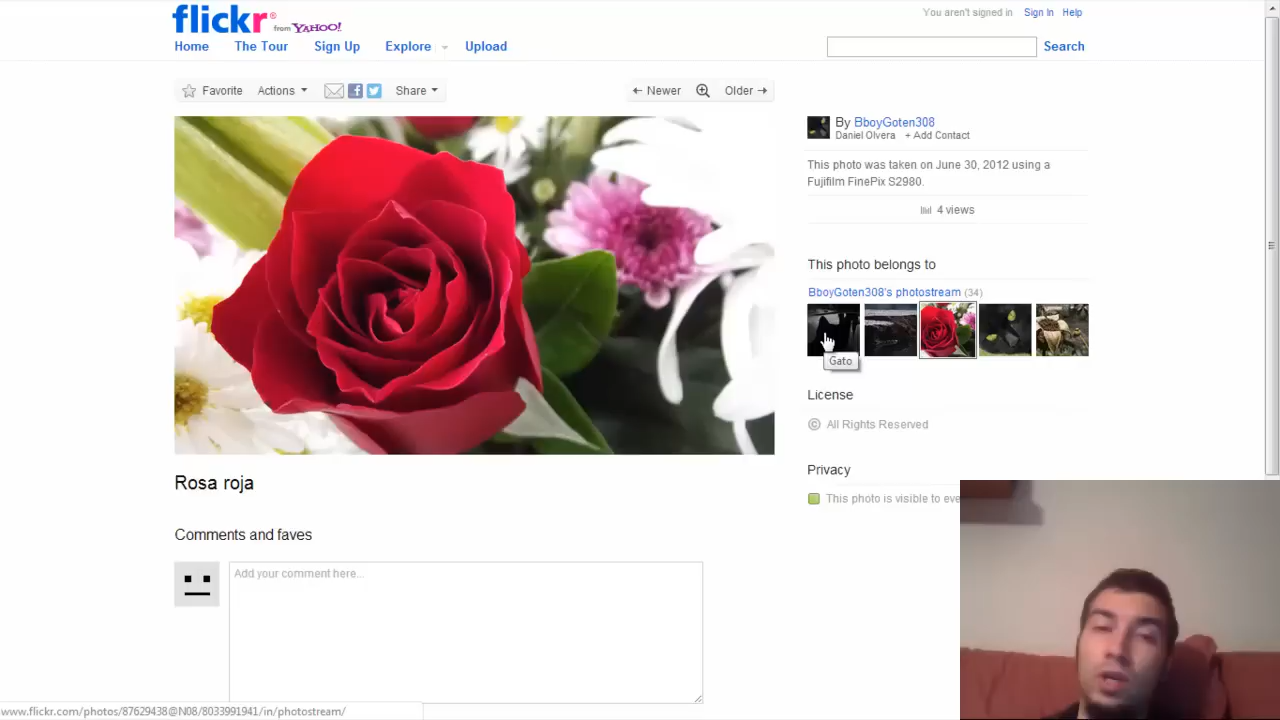 flickr from YAHOO!
You aren't signed in Sign In Help
Home The Tour Sign Up Explore Upload
Search
Favorite Actions Share
← Newer Older →
By BboyGoten308
Daniel Olvera + Add Contact
This photo was taken on June 30, 2012 using a
Fujifilm FinePix S2980.
4 views
This photo belongs to
BboyGoten308's photostream (34)
Gato
License
© All Rights Reserved
Privacy
This photo is visible to eve
Rosa roja
Comments and faves
Add your comment here...
www.flickr.com/photos/87629438@N08/8033991941/in/photostream/